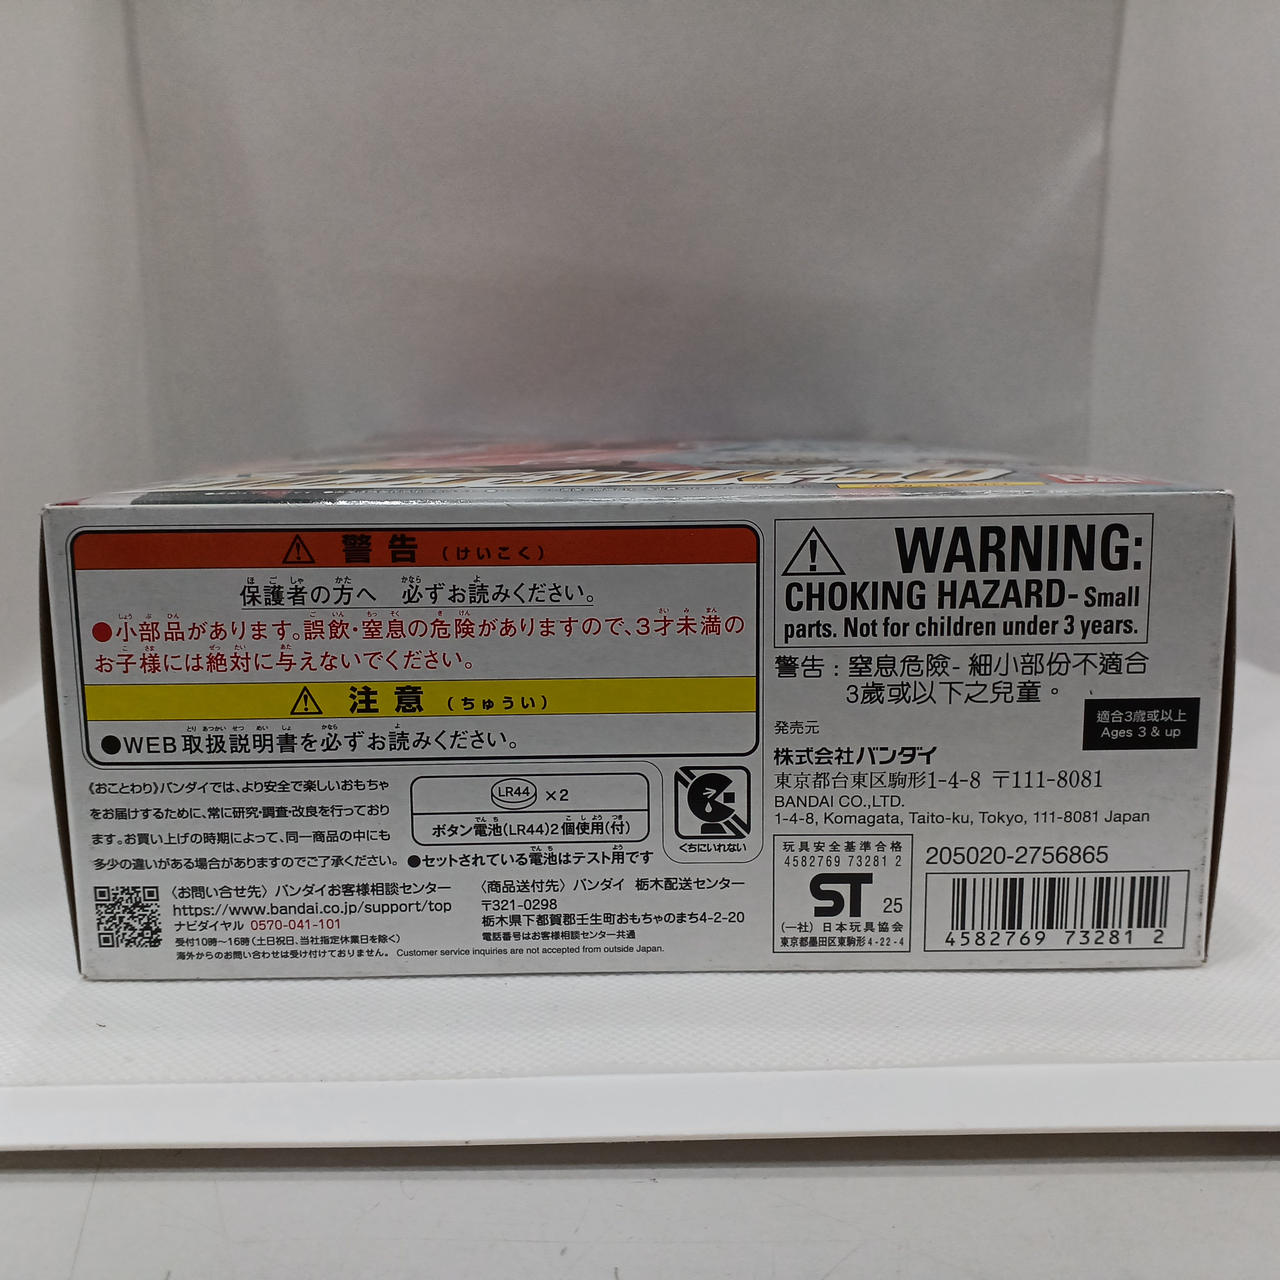 警告(けいこく)
保護者の方へ 必ずお読みください。
●小部品があります。誤飲・窒息の危険がありますので、3才未満の
お子様には絶対に与えないでください。
注意(ちゅうい)
●WEB取扱説明書を必ずお読みください。
《おことわり》バンダイでは、より安全で楽しいおもちゃ
をお届けするために、常に研究・調査・改良を行っており
ます。お買い上げの時期によって、同一商品の中にも
多少の違いがある場合がありますのでご了承ください。
LR44 ×2
ボタン電池(LR44)2個使用(付)
●セットされている電池はテスト用です
くちにいれない
〈お問い合せ先〉バンダイお客様相談センター
https://www.bandai.co.jp/support/top
ナビダイヤル 0570-041-101
受付10時〜16時(土日祝日、当社指定休業日を除く)
海外からのお問い合わせは受け付けておりません。 Customer service inquiries are not accepted from outside Japan.
〈商品送付先〉バンダイ 栃木配送センター
〒321-0298
栃木県下都賀郡壬生町おもちゃのまち4-2-20
電話番号はお客様相談センター共通
WARNING:
CHOKING HAZARD- Small
parts. Not for children under 3 years.
警告：窒息危險-細小部份不適合
3歲或以下之兒童。
適合3歲或以上
Ages 3 & up
発売元
株式会社バンダイ
東京都台東区駒形1-4-8 〒111-8081
BANDAI CO.,LTD.
1-4-8, Komagata, Taito-ku, Tokyo, 111-8081 Japan
玩具安全基準合格
4582769 73281 2
ST 25
(一社) 日本玩具協会
東京都墨田区東駒形4-22-4
205020-2756865
4582769 73281 2